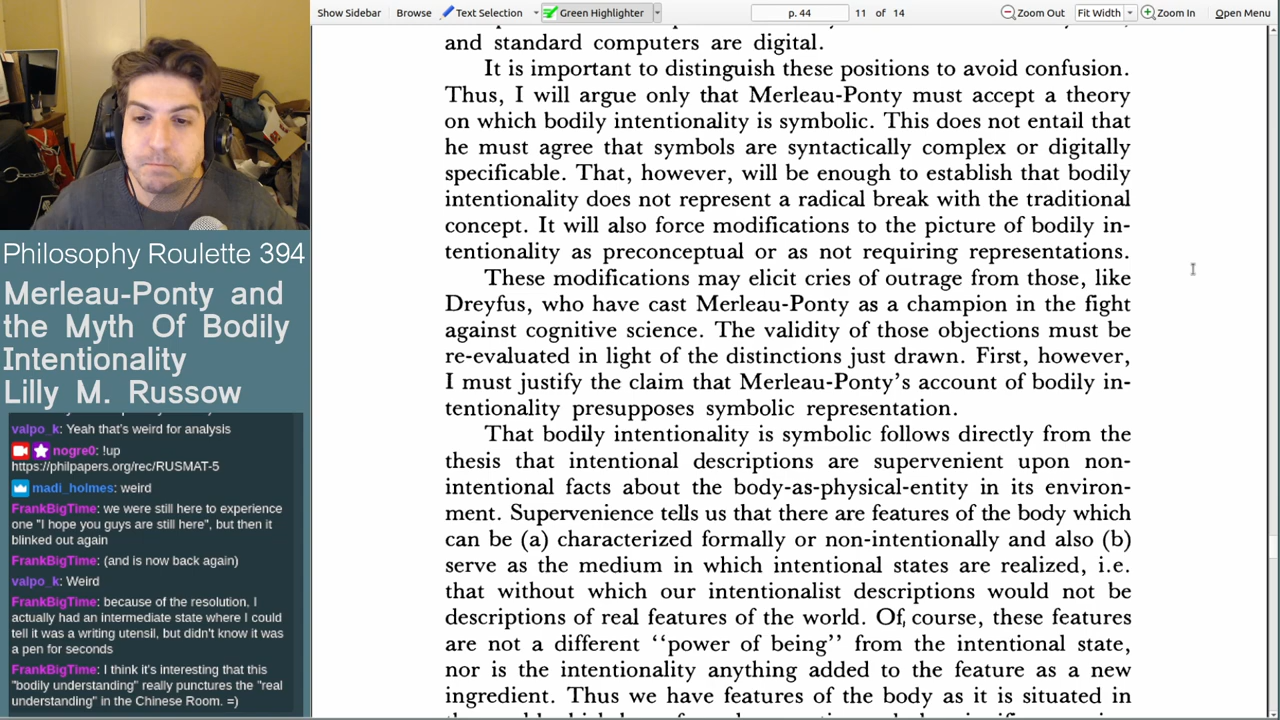 Show Sidebar Browse Text Selection Green Highlighter p. 44 11 of 14 Zoom Out Fit Width Zoom In Open Menu
and standard computers are digital.
It is important to distinguish these positions to avoid confusion.
Thus, I will argue only that Merleau-Ponty must accept a theory
on which bodily intentionality is symbolic. This does not entail that
he must agree that symbols are syntactically complex or digitally
specificable. That, however, will be enough to establish that bodily
intentionality does not represent a radical break with the traditional
concept. It will also force modifications to the picture of bodily in-
tentionality as preconceptual or as not requiring representations.
These modifications may elicit cries of outrage from those, like
Dreyfus, who have cast Merleau-Ponty as a champion in the fight
against cognitive science. The validity of those objections must be
re-evaluated in light of the distinctions just drawn. First, however,
I must justify the claim that Merleau-Ponty's account of bodily in-
tentionality presupposes symbolic representation.
That bodily intentionality is symbolic follows directly from the
thesis that intentional descriptions are supervenient upon non-
intentional facts about the body-as-physical-entity in its environ-
ment. Supervenience tells us that there are features of the body which
can be (a) characterized formally or non-intentionally and also (b)
serve as the medium in which intentional states are realized, i.e.
that without which our intentionalist descriptions would not be
descriptions of real features of the world. Of, course, these features
are not a different "power of being" from the intentional state,
nor is the intentionality anything added to the feature as a new
ingredient. Thus we have features of the body as it is situated in
Philosophy Roulette 394
Merleau-Ponty and
the Myth Of Bodily
Intentionality
Lilly M. Russow
valpo_k: Yeah that's weird for analysis
nogre0: !up
https://philpapers.org/rec/RUSMAT-5
madi_holmes: weird
FrankBigTime: we were still here to experience
one "I hope you guys are still here", but then it
blinked out again
FrankBigTime: (and is now back again)
valpo_k: Weird
FrankBigTime: because of the resolution, I
actually had an intermediate state where I could
tell it was a writing utensil, but didn't know it was
a pen for seconds
FrankBigTime: I think it's interesting that this
"bodily understanding" really punctures the "real
understanding" in the Chinese Room. =)